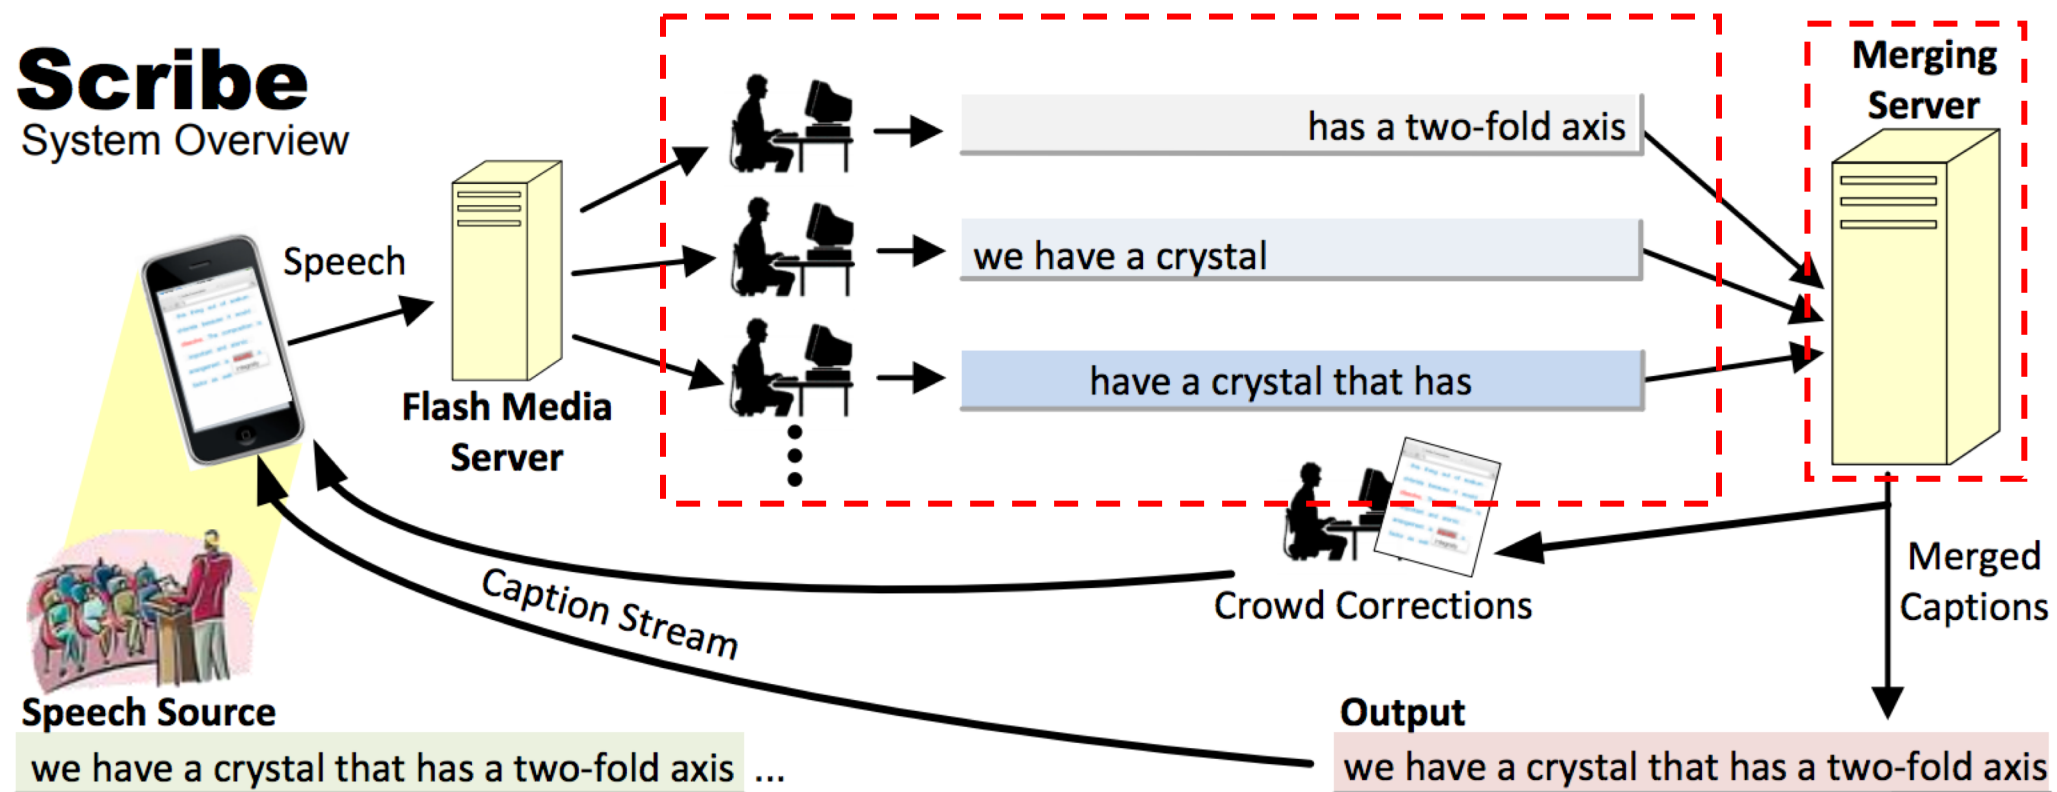 Scribe
System Overview
Speech
Flash Media
Server
has a two-fold axis
we have a crystal
have a crystal that has
Merging
Server
Crowd Corrections
Merged
Captions
Caption Stream
Speech Source
we have a crystal that has a two-fold axis ...
Output
we have a crystal that has a two-fold axis